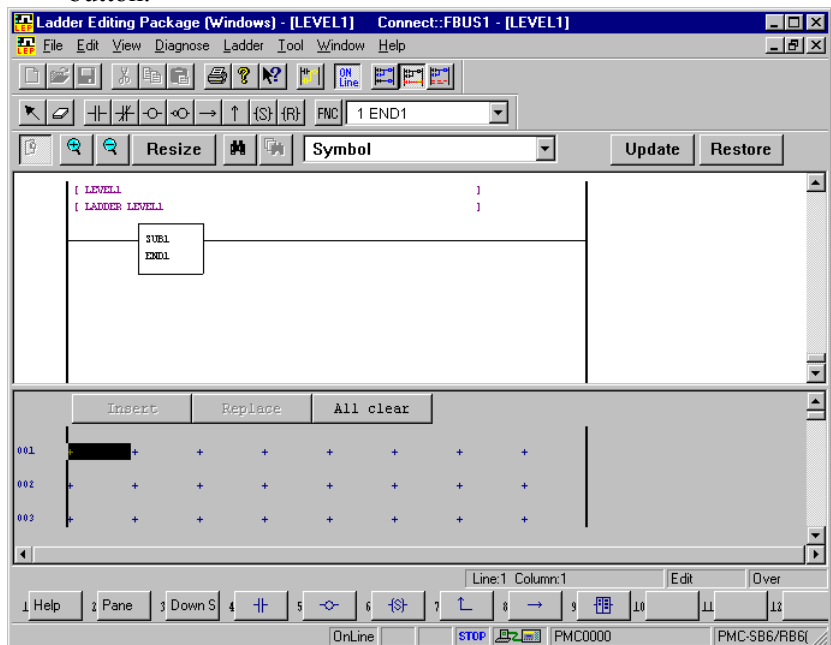 button.
LEP Ladder Editing Package (Windows) - [LEVEL1] Connect::FBUS1 - [LEVEL1]
LEP File Edit View Diagnose Ladder Tool Window Help
ON Line
{S} {R} FNC 1 END1
Resize Symbol Update Restore
[ LEVEL1 ]
[ LADDER LEVEL1 ]
SUB1
END1
Insert Replace All clear
001 + + + + + + + +
002 + + + + + + + +
003 + + + + + + + +
Line:1 Column:1 Edit Over
1 Help 2 Pane 3 Down S 4 5 6 {S} 7 8 9 10 11 12
OnLine STOP PMC0000 PMC-SB6/RB6(